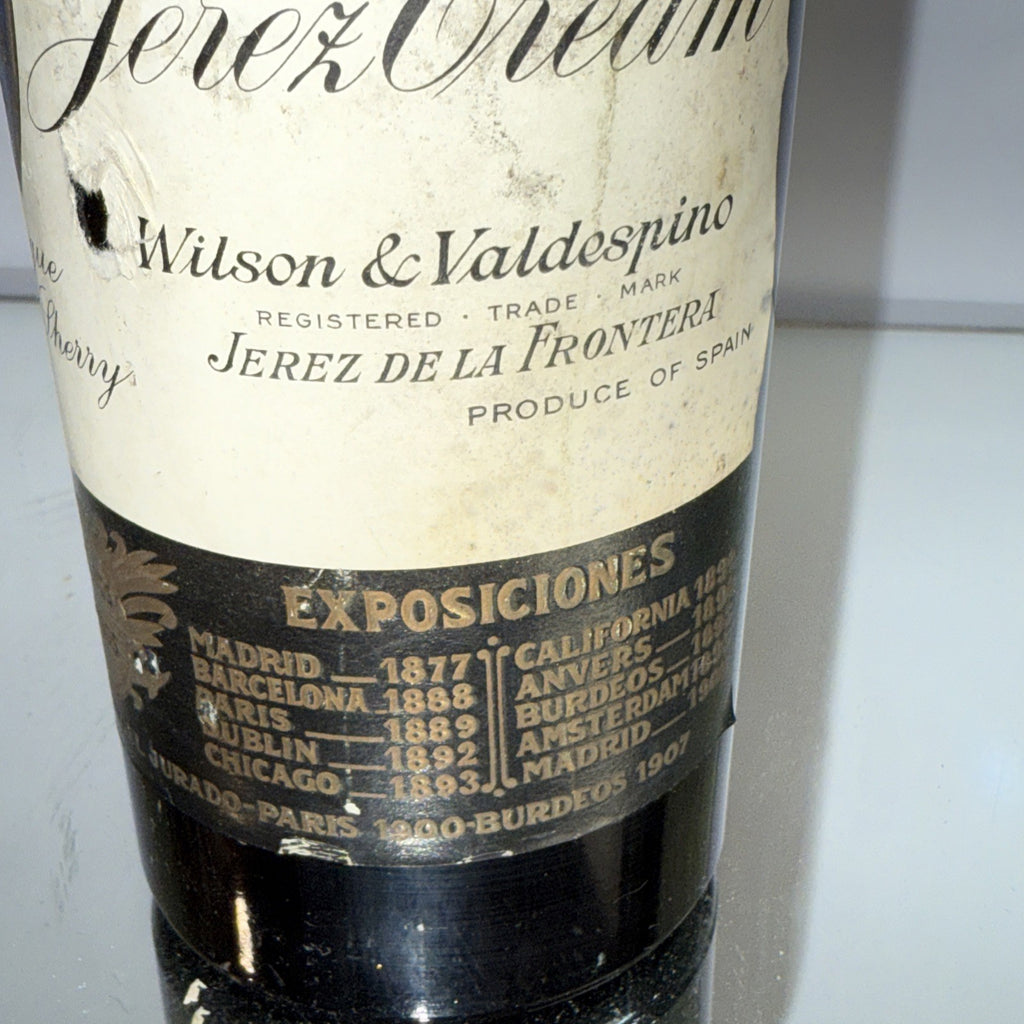 Jerez Cream
Wilson & Valdespino
REGISTERED · TRADE · MARK
JEREZ DE LA FRONTERA
PRODUCE OF SPAIN
Sherry
EXPOSICIONES
MADRID 1877
BARCELONA 1888
PARIS 1889
DUBLIN 1892
CHICAGO 1893
CALIFORNIA
ANVERS
BURDEOS
AMSTERDAM
MADRID
JURADO-PARIS 1900-BURDEOS 1907